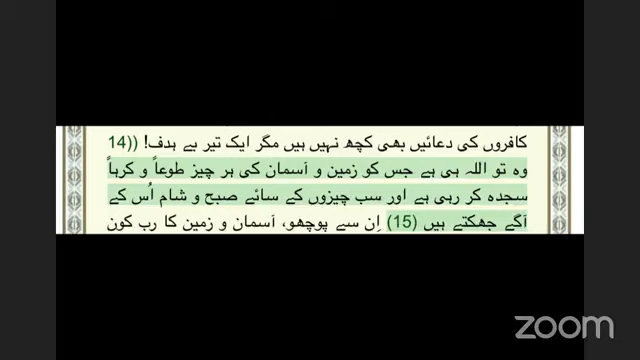 کافروں کی دعائیں بھی کچھ نہیں ہیں مگر ایک تیر بے ہدف! ((14
وہ تو اللہ ہی ہے جس کو زمین و آسمان کی ہر چیز طوعاً و کرہاً
سجدہ کر رہی ہے اور سب چیزوں کے سائے صبح و شام اُس کے
آگے جھکتے ہیں (15) اِن سے پوچھو، آسمان و زمین کا رب کون
zoom